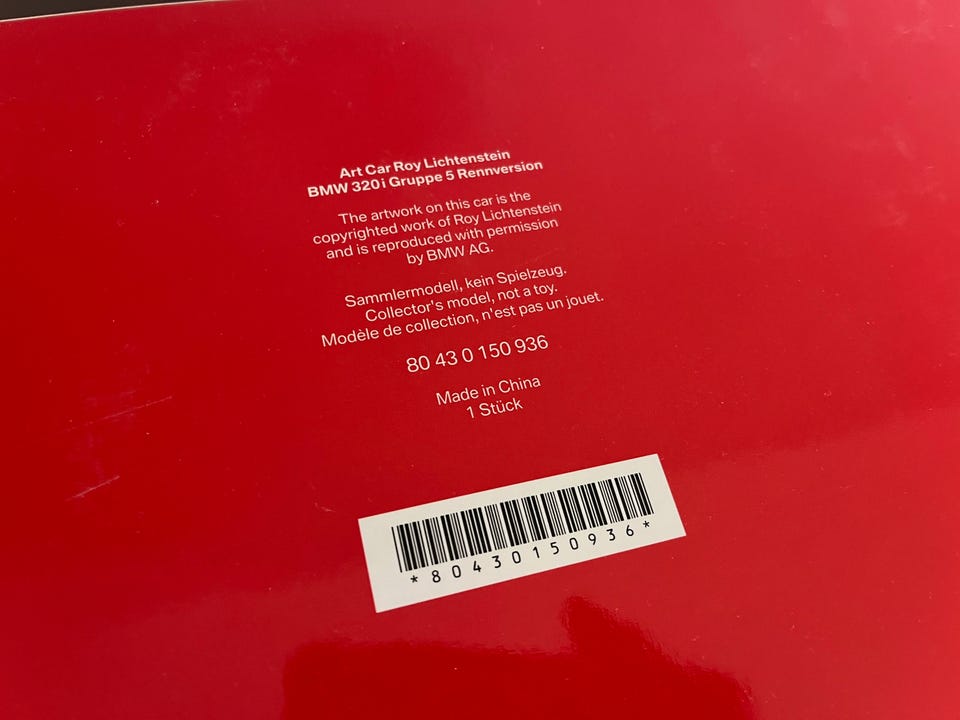 Art Car Roy Lichtenstein
BMW 320i Gruppe 5 Rennversion
The artwork on this car is the
copyrighted work of Roy Lichtenstein
and is reproduced with permission
by BMW AG.
Sammlermodell, kein Spielzeug.
Collector's model, not a toy.
Modèle de collection, n'est pas un jouet.
80 43 0 150 936
Made in China
1 Stück
*80430150936*